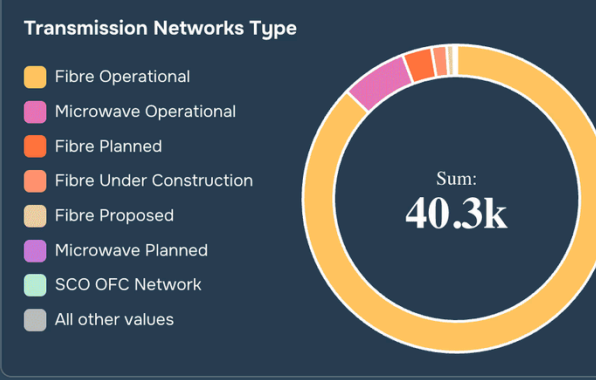 Transmission Networks Type
Fibre Operational
Microwave Operational
Fibre Planned
Fibre Under Construction
Fibre Proposed
Microwave Planned
SCO OFC Network
All other values
Sum:
40.3k